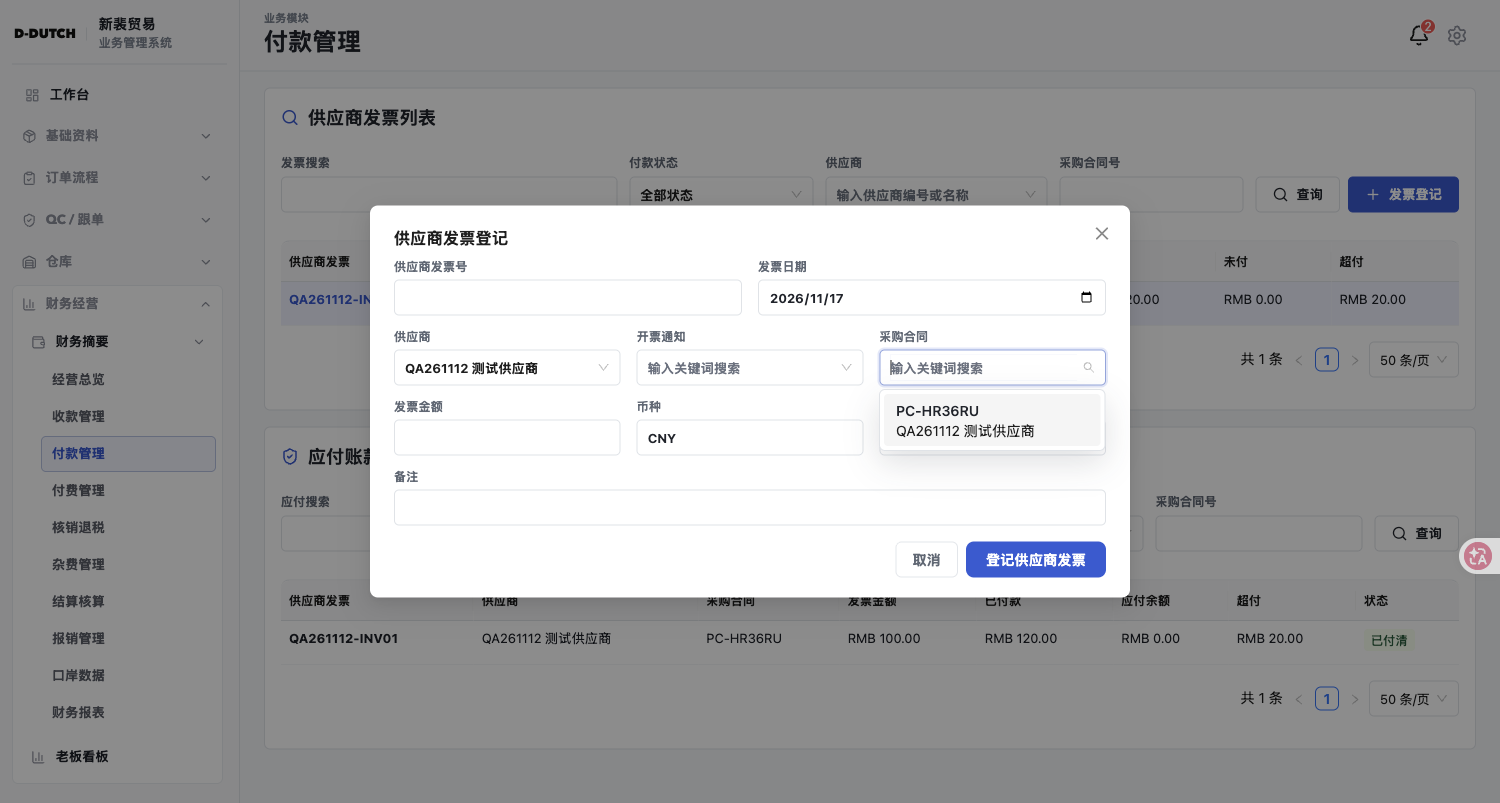 D-DUTCH
新裴贸易
业务管理系统
工作台
基础资料
订单流程
QC / 跟单
仓库
财务经营
财务摘要
经营总览
收款管理
付款管理
付费管理
核销退税
杂费管理
结算核算
报销管理
口岸数据
财务报表
老板看板
业务模块
付款管理
2
供应商发票列表
发票搜索
付款状态
供应商
采购合同号
全部状态
输入供应商编号或名称
查询
发票登记
供应商发票
未付
超付
QA261112-IN
20.00
RMB 0.00
RMB 20.00
共 1 条
1
50 条/页
供应商发票登记
供应商发票号
发票日期
2026/11/17
供应商
开票通知
采购合同
QA261112 测试供应商
输入关键词搜索
输入关键词搜索
PC-HR36RU
QA261112 测试供应商
发票金额
币种
CNY
备注
取消
登记供应商发票
应付账款
应付搜索
采购合同号
查询
供应商发票
供应商
采购合同
发票金额
已付款
应付余额
超付
状态
QA261112-INV01
QA261112 测试供应商
PC-HR36RU
RMB 100.00
RMB 120.00
RMB 0.00
RMB 20.00
已付清
共 1 条
1
50 条/页